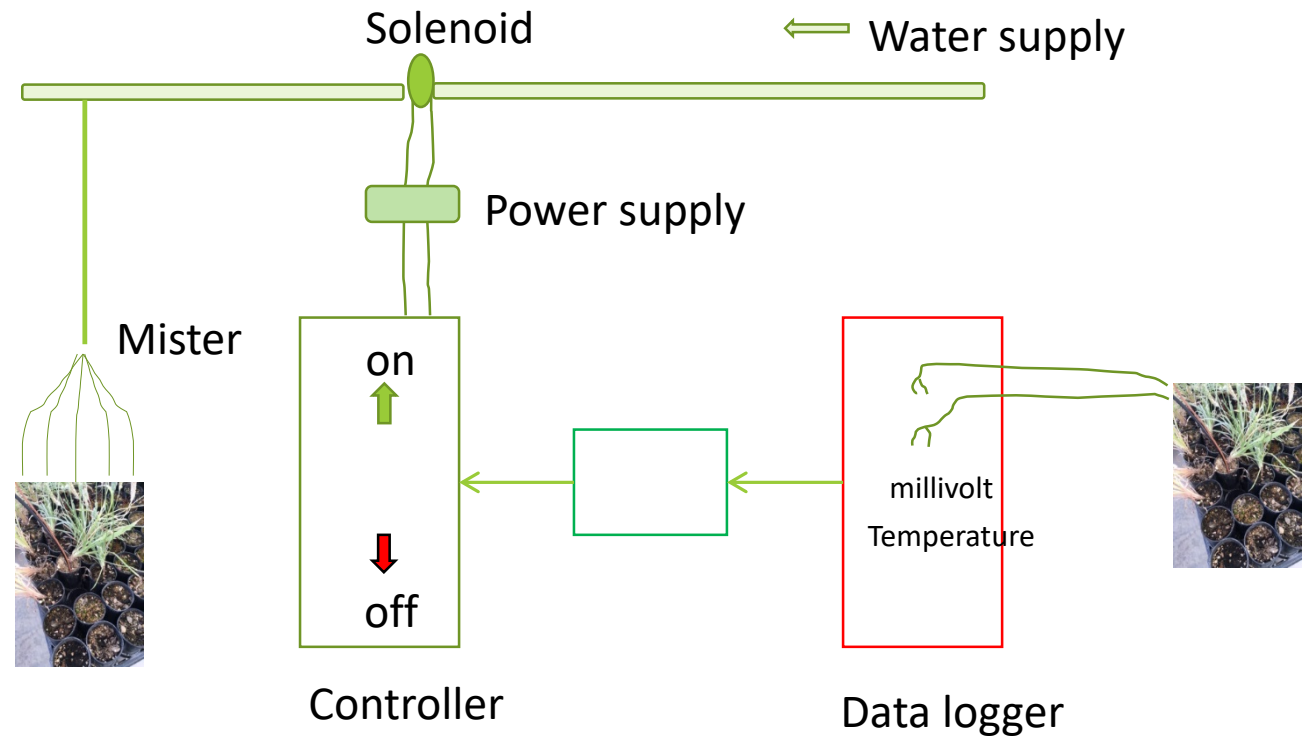 Solenoid
Water supply
Power supply
Mister
on
off
millivolt
Temperature
Controller
Data logger